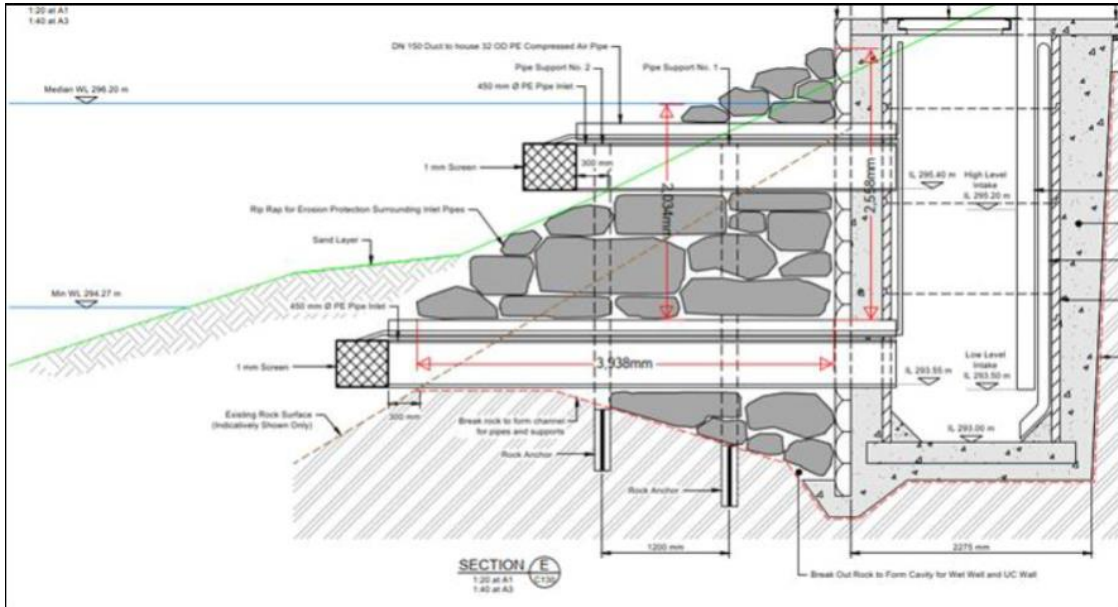 1:20 at A1
1:40 at A3
DN 150 Duct to house 32 OD PE Compressed Air Pipe
Pipe Support No. 2
Pipe Support No. 1
450 mm Ø PE Pipe Inlet
Median WL 296.20 m
1 mm Screen
300 mm
2,034mm
2,558mm
IL 295.40 m
High Level
Intake
IL 295.20 m
Rip Rap for Erosion Protection Surrounding Inlet Pipes
Sand Layer
Min WL 294.27 m
450 mm Ø PE Pipe Inlet
1 mm Screen
3,938mm
IL 293.55 m
Low Level
Intake
IL 293.50 m
300 mm
Existing Rock Surface
(Indicatively Shown Only)
Break rock to form channel
for pipes and supports
Rock Anchor
IL 293.00 m
Rock Anchor
1200 mm
2275 mm
SECTION E
C130
1:20 at A1
1:40 at A3
Break Out Rock to Form Cavity for Wet Well and UC Wall